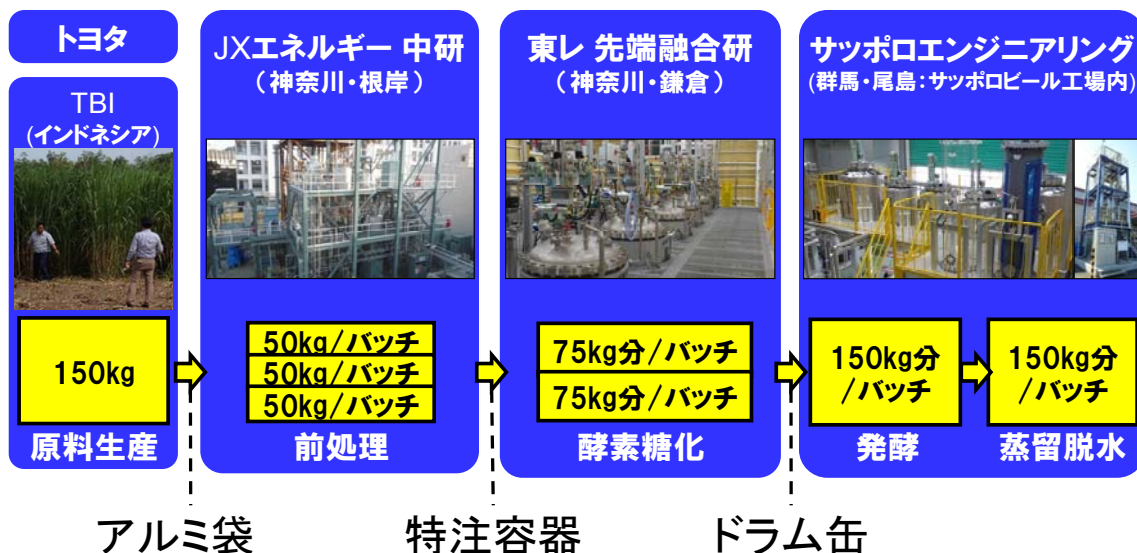 トヨタ
TBI
(インドネシア)
150kg
原料生産
JXエネルギー 中研
(神奈川・根岸)
50kg/バッチ
50kg/バッチ
50kg/バッチ
前処理
東レ 先端融合研
(神奈川・鎌倉)
75kg分/バッチ
75kg分/バッチ
酵素糖化
サッポロエンジニアリング
(群馬・尾島:サッポロビール工場内)
150kg分
/バッチ
発酵
150kg分
/バッチ
蒸留脱水
アルミ袋
特注容器
ドラム缶